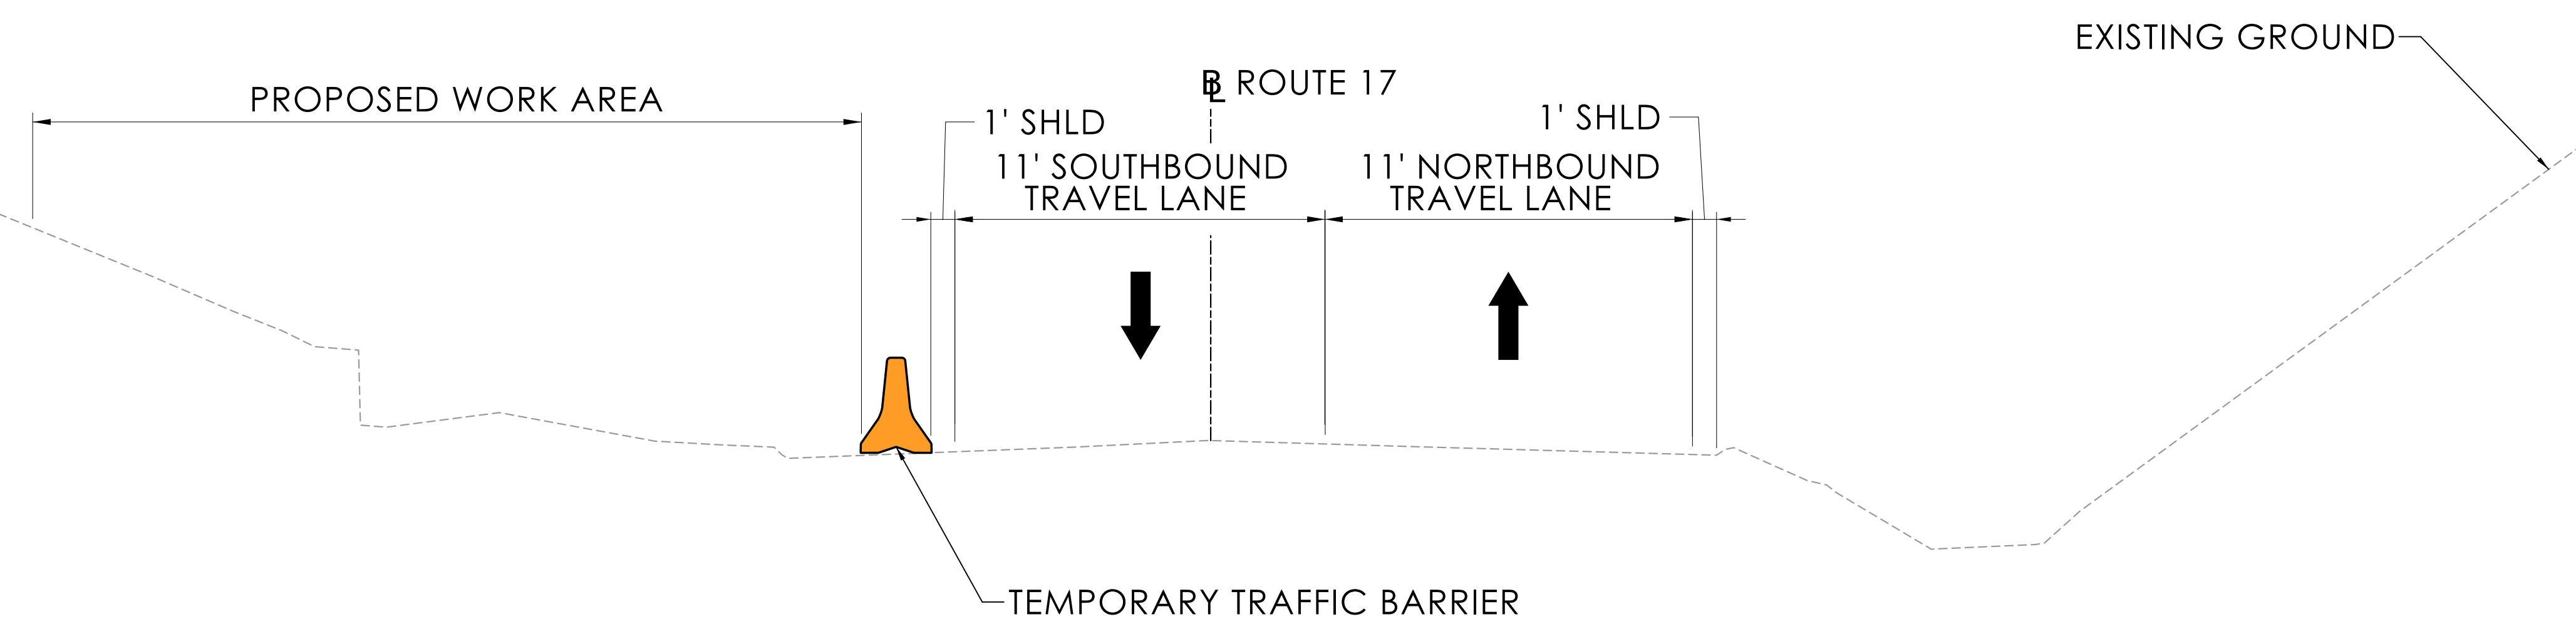 EXISTING GROUND
PROPOSED WORK AREA
BL ROUTE 17
1' SHLD
1' SHLD
11' SOUTHBOUND
TRAVEL LANE
11' NORTHBOUND
TRAVEL LANE
TEMPORARY TRAFFIC BARRIER